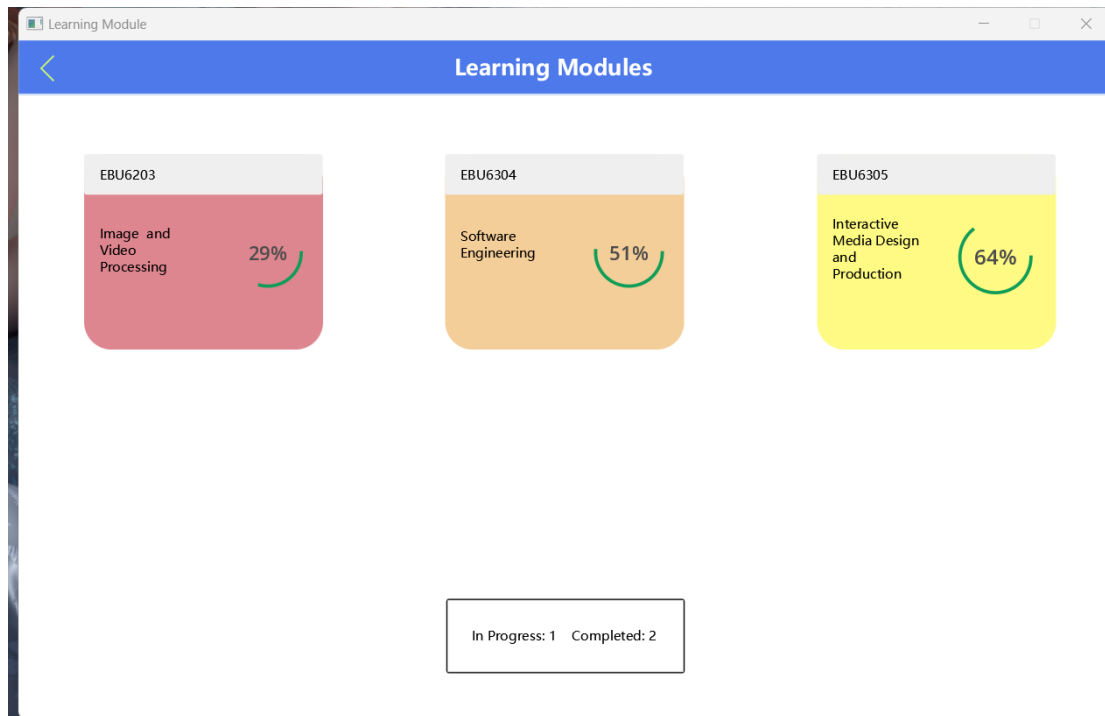 Learning Module
Learning Modules
EBU6203
Image and
Video
Processing
29%
EBU6304
Software
Engineering
51%
EBU6305
Interactive
Media Design
and
Production
64%
In Progress: 1 Completed: 2